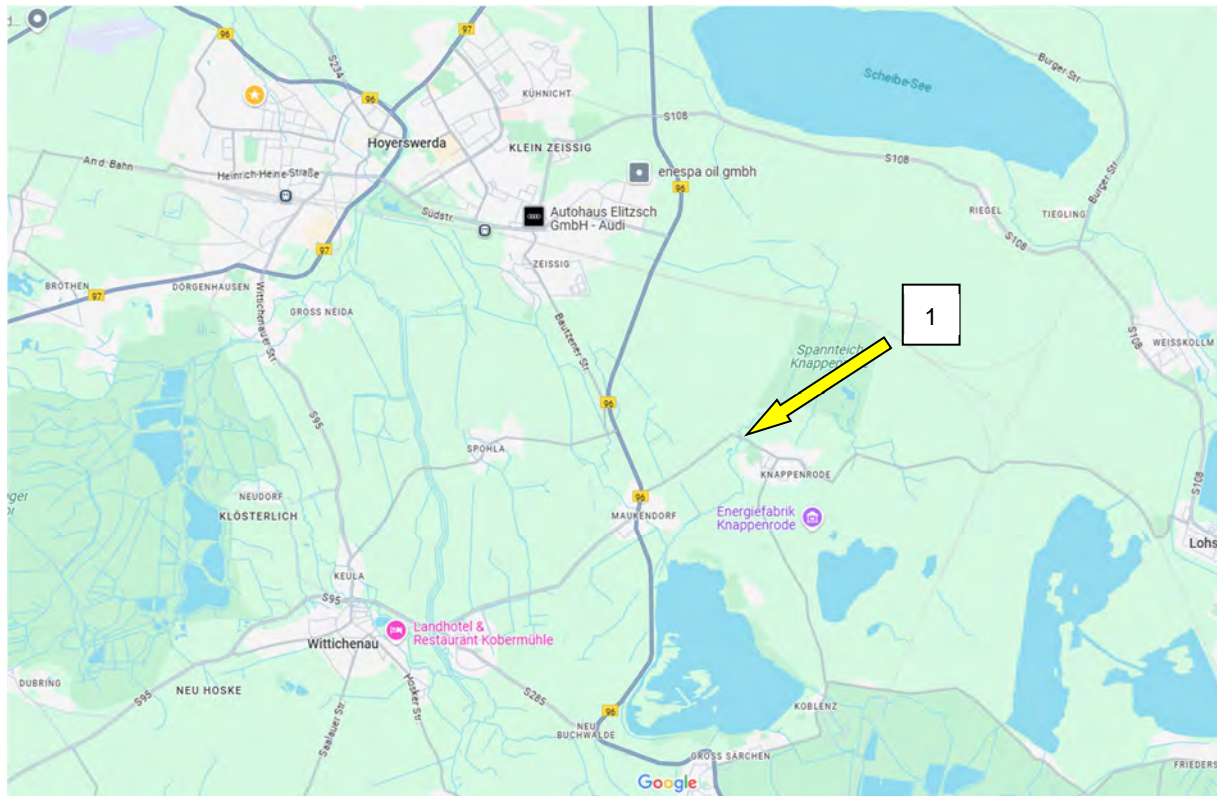 d...
96
97
S234
Burger Str.
Scheibe-See
KÜHNICHT
96
S108
Hoyerswerda
KLEIN ZEISSIG
And. Bahn
Heinrich-Heine-Straße
enespa oil gmbh
S108
96
Burger-Str.
Südstr.
Autohaus Elitzsch
GmbH - Audi
RIEGEL
TIEGLING
S108
97
ZEISSIG
BRÖTHEN
97
DÖRGENHAUSEN
Wittichenauer Str.
GROSS NEIDA
1
Bautzener Str.
S108
WEISSKOLLM
Spannteich
Knappen
96
S95
SPOHLA
KNAPPENRODE
S108
96
NEUDORF
KLÖSTERLICH
MAUKENDORF
Energiefabrik
Knappenrode
Lohs
KEULA
S95
Landhotel &
Restaurant Kobermühle
Wittichenau
DUBRING
S95
NEU HOSKE
Hosker Str.
S285
Saalauer Str.
96
KOBLENZ
NEU
BUCHWALDE
GROSS SÄRCHEN
FRIEDERS
Google